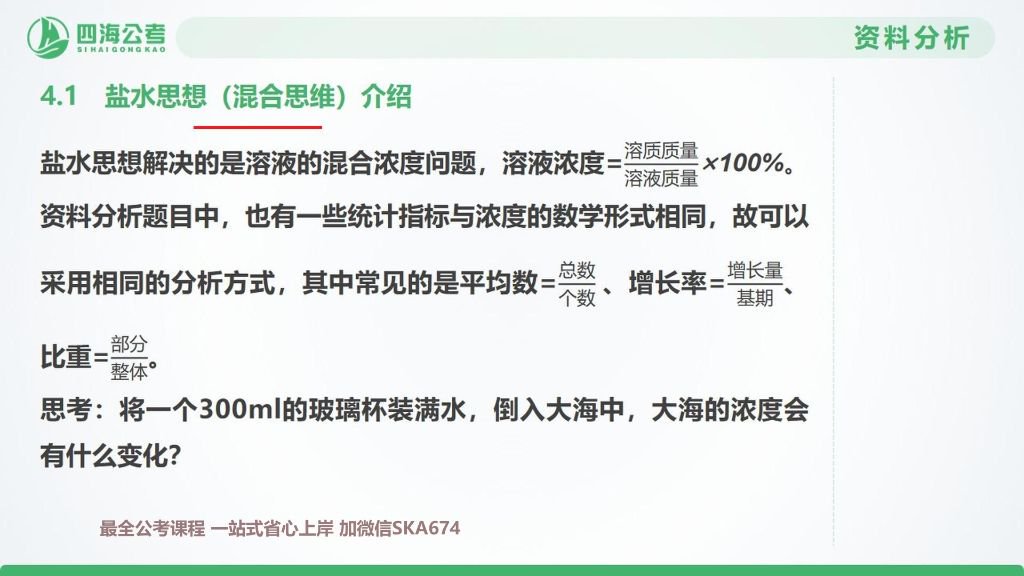 四海公考
SIHAIGONGKAO
资料分析
4.1 盐水思想（混合思维）介绍
盐水思想解决的是溶液的混合浓度问题，溶液浓度=溶质质量/溶液质量×100%。
资料分析题目中，也有一些统计指标与浓度的数学形式相同，故可以
采用相同的分析方式，其中常见的是平均数=总数/个数、增长率=增长量/基期、
比重=部分/整体。
思考：将一个300ml的玻璃杯装满水，倒入大海中，大海的浓度会
有什么变化？
最全公考课程 一站式省心上岸 加微信SKA674